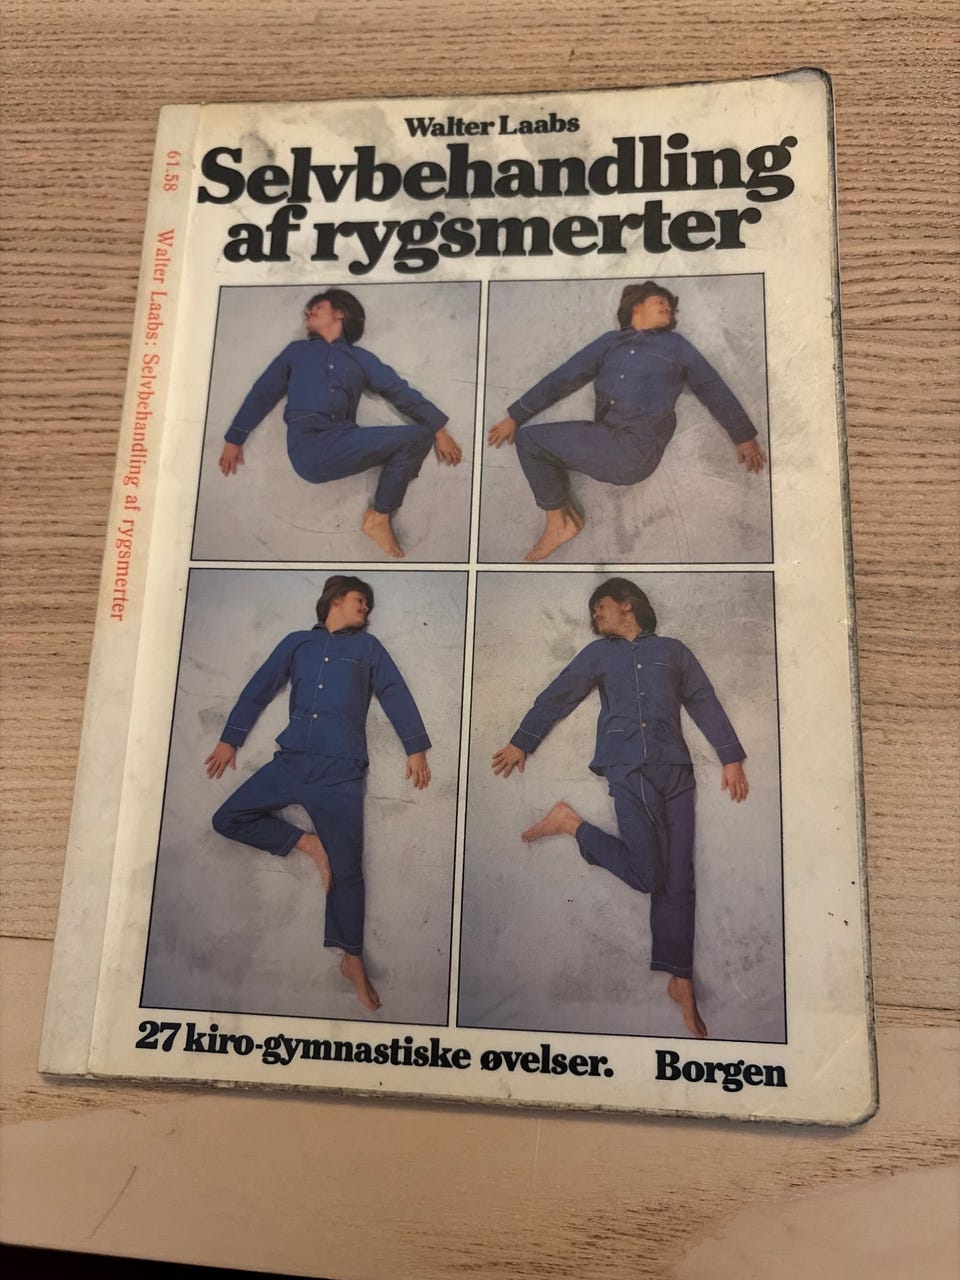 Walter Laabs
Selvbehandling
af rygsmerter
61.58 Walter Laabs: Selvbehandling af rygsmerter
27 kiro-gymnastiske øvelser. Borgen